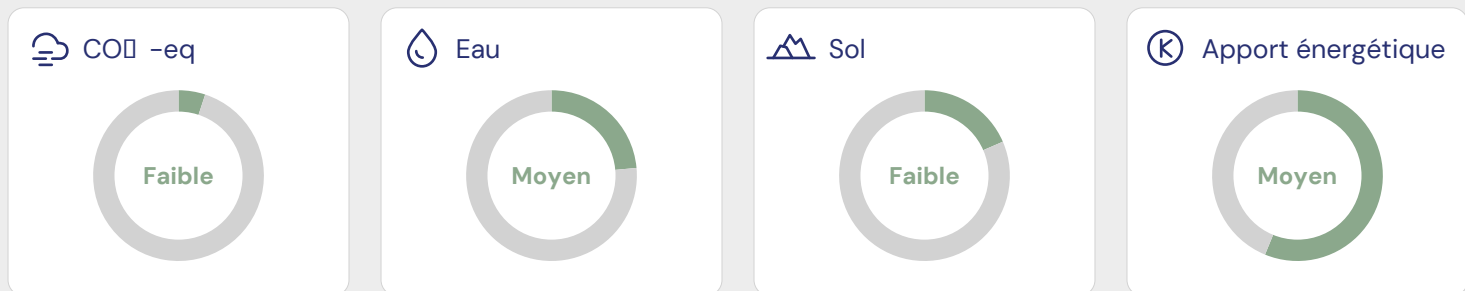 CO▯ -eq
Eau
Sol
Apport énergétique
Faible
Moyen
Faible
Moyen